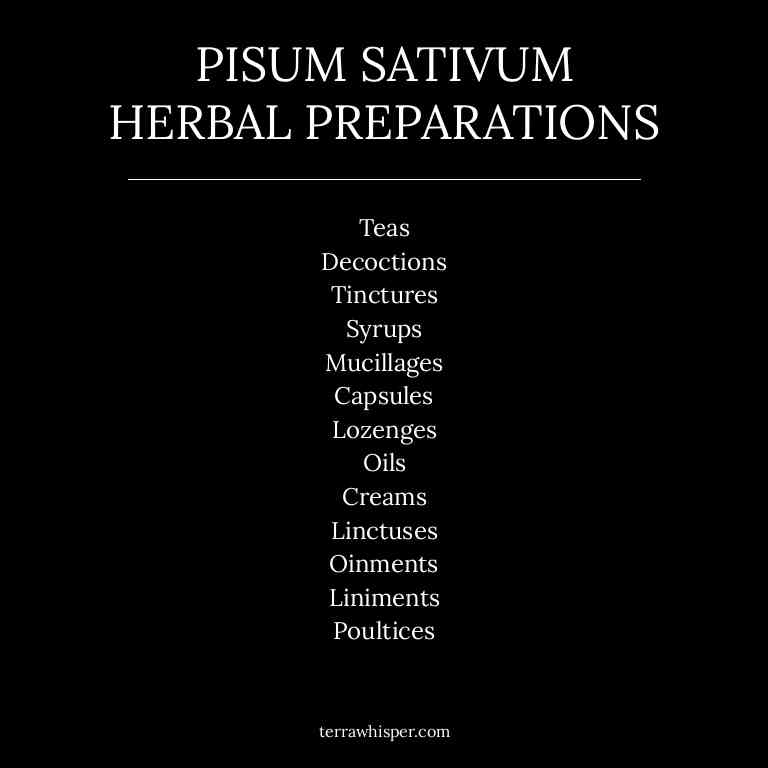 PISUM SATIVUM
HERBAL PREPARATIONS
Teas
Decoctions
Tinctures
Syrups
Mucillages
Capsules
Lozenges
Oils
Creams
Linctuses
Oinments
Liniments
Poultices
terrawhisper.com